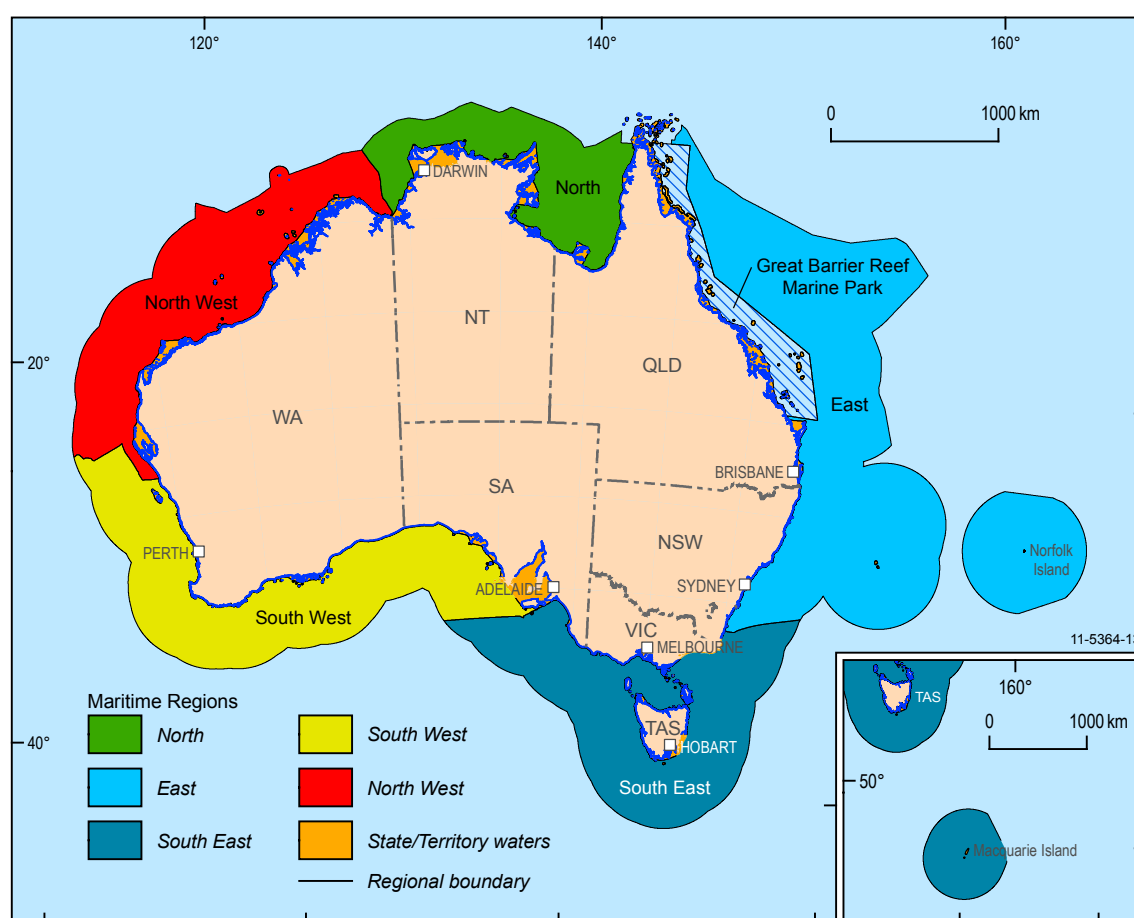 120°
140°
160°
0
1000 km
DARWIN
North
Great Barrier Reef
Marine Park
North West
NT
20°
QLD
WA
East
BRISBANE
SA
NSW
PERTH
Norfolk
Island
ADELAIDE
SYDNEY
South West
VIC
MELBOURNE
11-5364-13
160°
TAS
0
1000 km
Maritime Regions
North
South West
TAS
HOBART
40°
East
North West
South East
50°
South East
State/Territory waters
Macquarie Island
Regional boundary